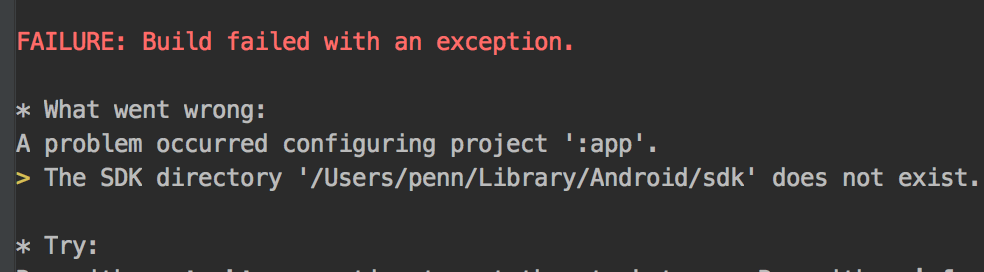 FAILURE: Build failed with an exception.
* What went wrong:
A problem occurred configuring project ':app'.
> The SDK directory '/Users/penn/Library/Android/sdk' does not exist.
* Try: